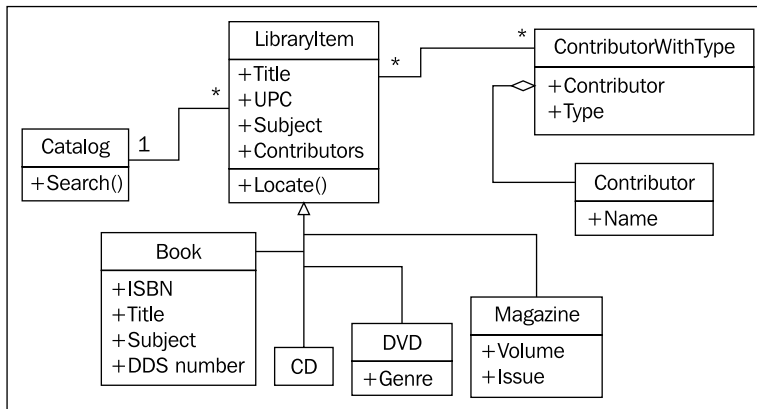 LibraryItem
+Title
+UPC
+Subject
+Contributors
+Locate()
*
*
*
1
ContributorWithType
+Contributor
+Type
Catalog
+Search()
Contributor
+Name
Book
+ISBN
+Title
+Subject
+DDS number
CD
DVD
+Genre
Magazine
+Volume
+Issue